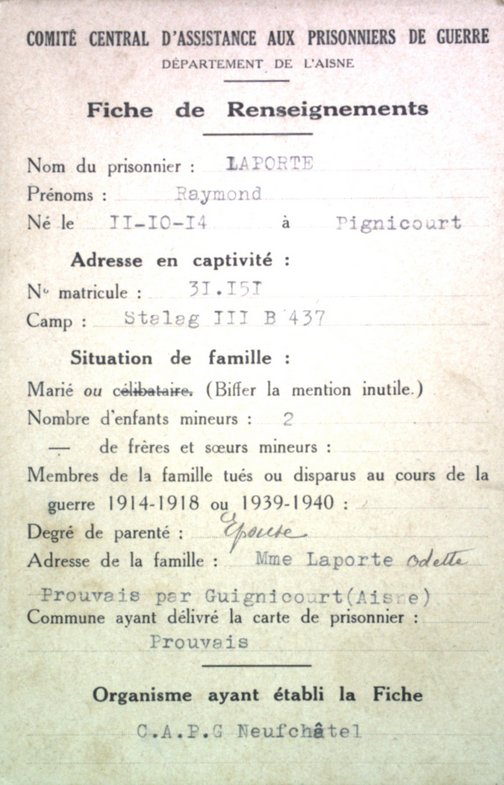 COMITÉ CENTRAL D'ASSISTANCE AUX PRISONNIERS DE GUERRE
DÉPARTEMENT DE L'AISNE
Fiche de Renseignements
Nom du prisonnier : LAPORTE
Prénoms : Raymond
Né le II-IO-I4 à Pignicourt
Adresse en captivité :
N° matricule : 3I.I5I
Camp : Stalag III B 437
Situation de famille :
Marié ou célibataire. (Biffer la mention inutile.)
Nombre d'enfants mineurs : 2
— de frères et sœurs mineurs :
Membres de la famille tués ou disparus au cours de la
guerre 1914-1918 ou 1939-1940 :
Degré de parenté : Epouse
Adresse de la famille : Mme Laporte Odette
Prouvais par Guignicourt(Aisne)
Commune ayant délivré la carte de prisonnier :
Prouvais
Organisme ayant établi la Fiche
C.A.P.G Neufchâtel